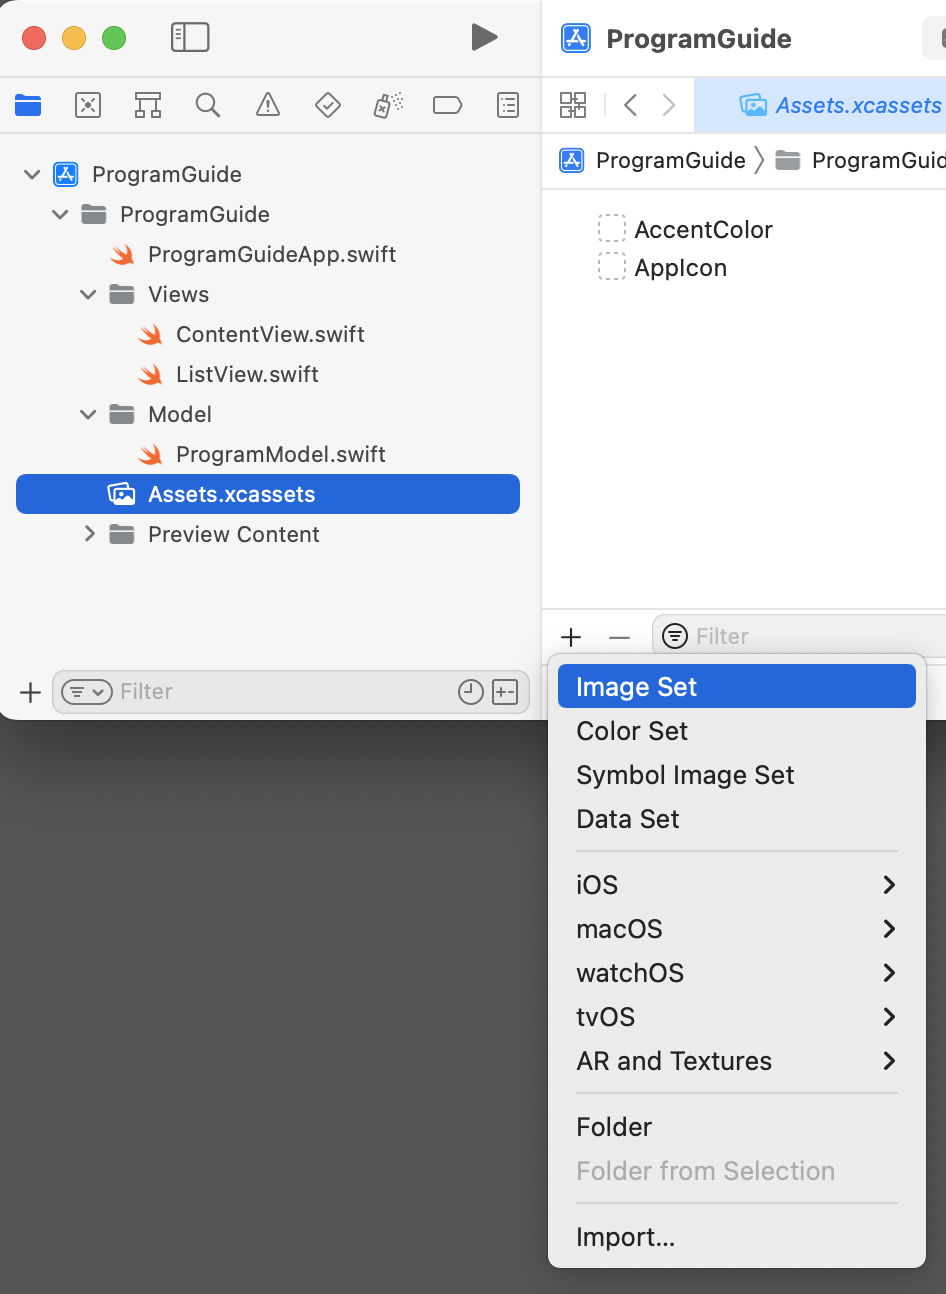 ProgramGuide
Assets.xcassets
ProgramGuide
ProgramGuid
ProgramGuide
ProgramGuide
ProgramGuideApp.swift
Views
ContentView.swift
ListView.swift
Model
ProgramModel.swift
Assets.xcassets
Preview Content
Filter
AccentColor
AppIcon
Filter
Image Set
Color Set
Symbol Image Set
Data Set
iOS
macOS
watchOS
tvOS
AR and Textures
Folder
Folder from Selection
Import...